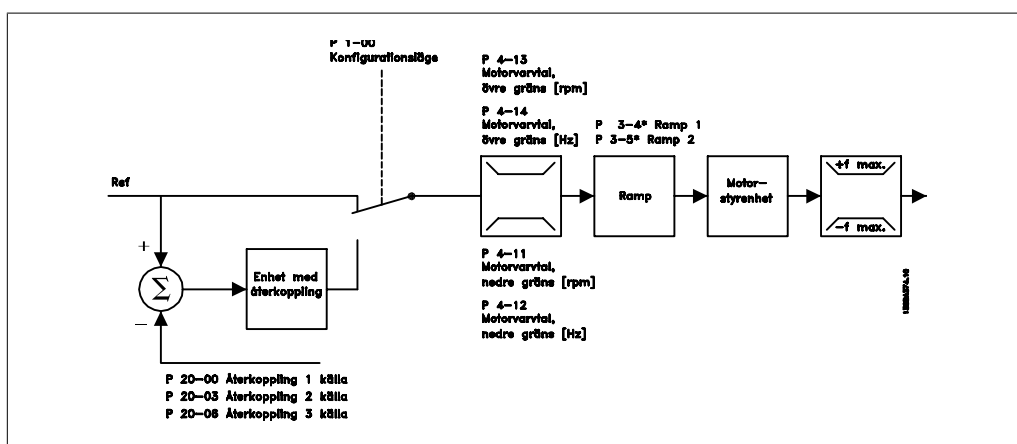 P 1-00
Konfigurationsläge
P 4-13
Motorvarvtal,
övre gräns [rpm]
P 4-14
Motorvarvtal,
övre gräns [Hz]
P 3-4* Ramp 1
P 3-5* Ramp 2
Ref
+
Σ
−
Enhet med
återkoppling
Ramp
Motor-
styrenhet
+f max.
-f max.
P 4-11
Motorvarvtal,
nedre gräns [rpm]
P 4-12
Motorvarvtal,
nedre gräns [Hz]
P 20-00 Återkoppling 1 källa
P 20-03 Återkoppling 2 källa
P 20-06 Återkoppling 3 källa